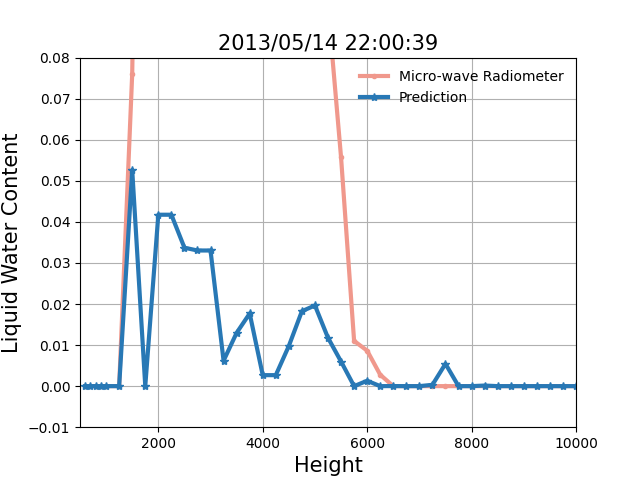 2013/05/14 22:00:39
Micro-wave Radiometer
Prediction
Liquid Water Content
0.08
0.07
0.06
0.05
0.04
0.03
0.02
0.01
0.00
−0.01
2000 4000 6000 8000 10000
Height